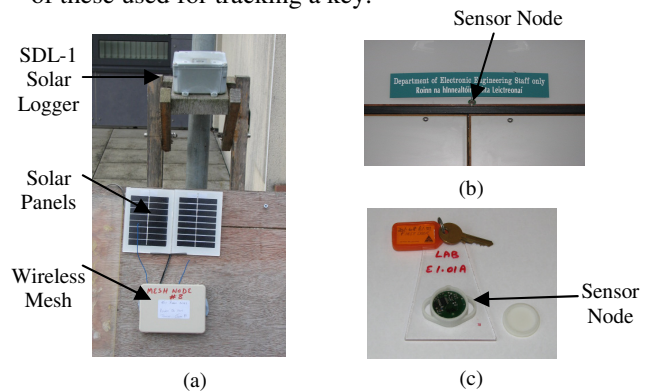 of these used for tracking a key.
SDL-1
Solar
Logger
Solar
Panels
Wireless
Mesh
MESH NODE
(a)
Sensor Node
Department of Electronic Engineering Staff only
Roinn na
Leictreonaí
(b)
LAB
E1.01A
Sensor
Node
(c)